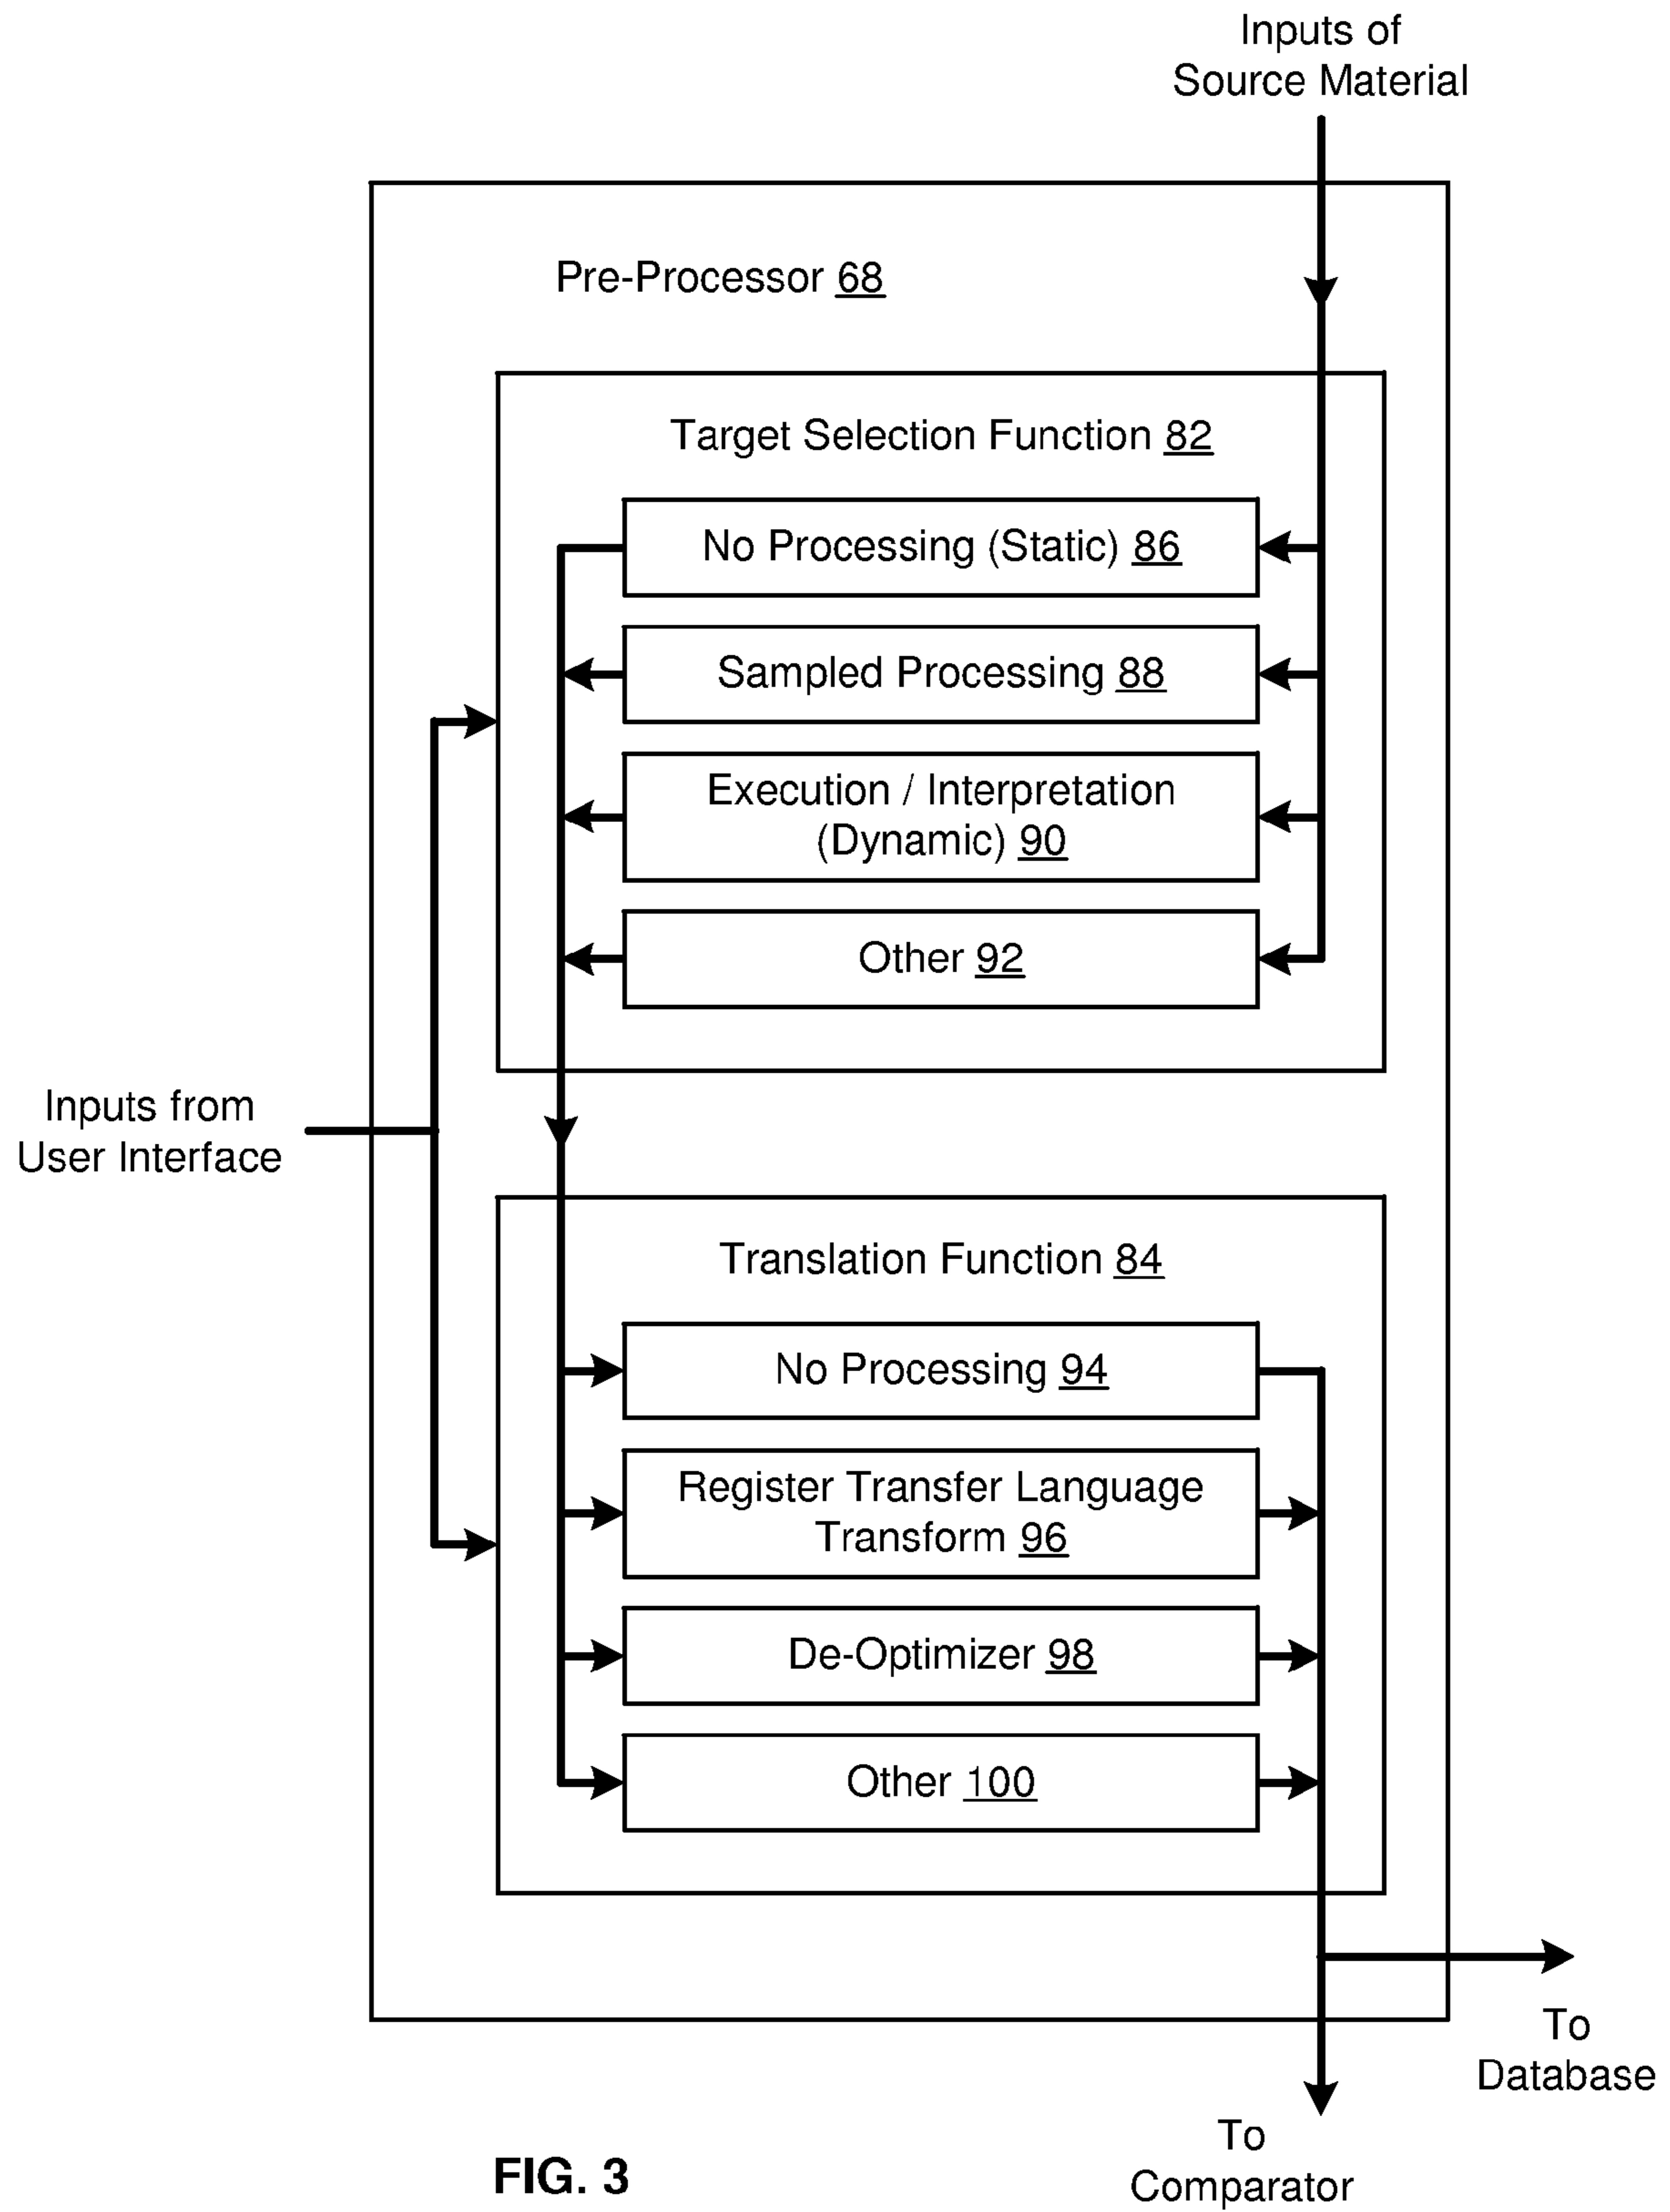 Inputs of
Source Material
Pre-Processor 68
Target Selection Function 82
No Processing (Static) 86
Sampled Processing 88
Execution / Interpretation
(Dynamic) 90
Other 92
Inputs from
User Interface
Translation Function 84
No Processing 94
Register Transfer Language
Transform 96
De-Optimizer 98
Other 100
To
Database
To
Comparator
FIG. 3